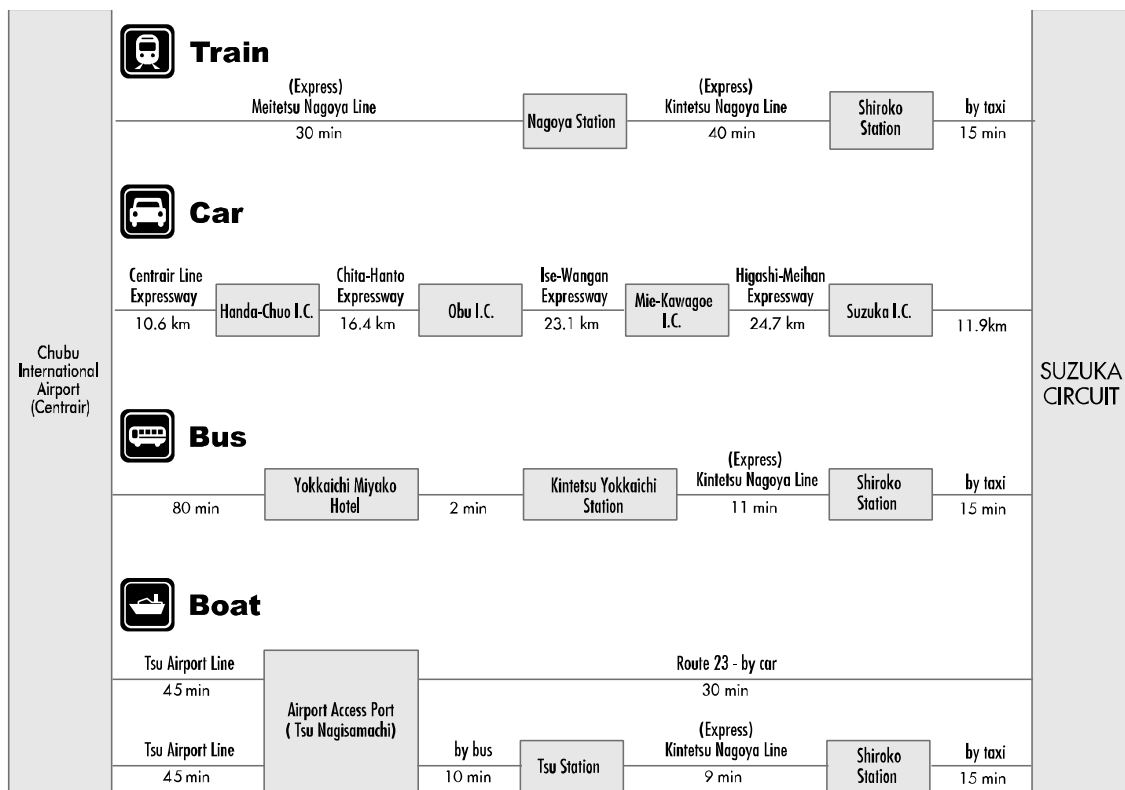 Train
(Express)
Meitetsu Nagoya Line
30 min
Nagoya Station
(Express)
Kintetsu Nagoya Line
40 min
Shiroko
Station
by taxi
15 min
Car
Centrair Line
Expressway
10.6 km
Handa-Chuo I.C.
Chita-Hanto
Expressway
16.4 km
Obu I.C.
Ise-Wangan
Expressway
23.1 km
Mie-Kawagoe
I.C.
Higashi-Meihan
Expressway
24.7 km
Suzuka I.C.
11.9km
Chubu
International
Airport
(Centrair)
SUZUKA
CIRCUIT
Bus
80 min
Yokkaichi Miyako
Hotel
2 min
Kintetsu Yokkaichi
Station
(Express)
Kintetsu Nagoya Line
11 min
Shiroko
Station
by taxi
15 min
Boat
Tsu Airport Line
45 min
Airport Access Port
( Tsu Nagisamachi)
Route 23 - by car
30 min
Tsu Airport Line
45 min
by bus
10 min
Tsu Station
(Express)
Kintetsu Nagoya Line
9 min
Shiroko
Station
by taxi
15 min